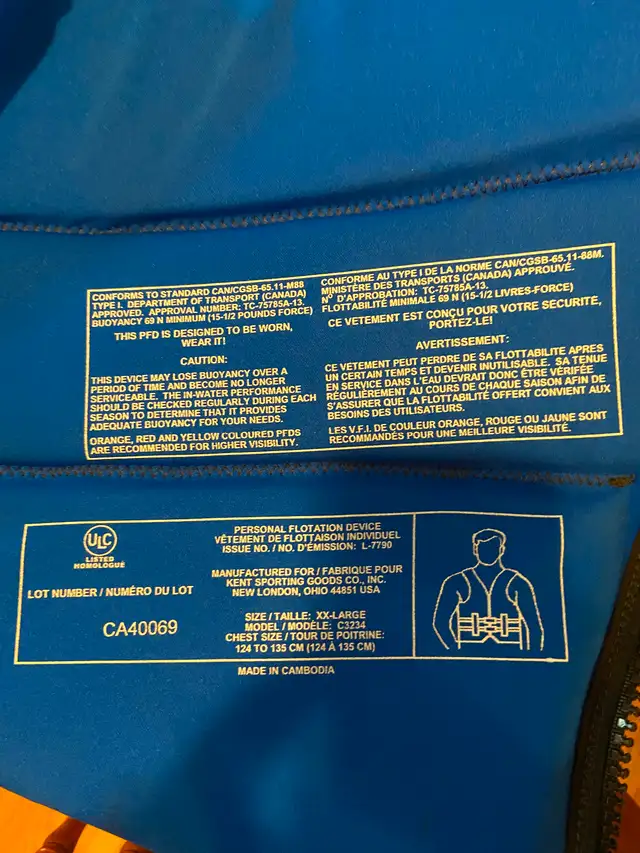 CONFORMS TO STANDARD CAN/CGSB-65.11-M88
TYPE I. DEPARTMENT OF TRANSPORT (CANADA)
APPROVED. APPROVAL NUMBER: TC-75785A-13.
BUOYANCY 69 N MINIMUM (15-1/2 POUNDS FORCE)
THIS PFD IS DESIGNED TO BE WORN,
WEAR IT!
CAUTION:
THIS DEVICE MAY LOSE BUOYANCY OVER A
PERIOD OF TIME AND BECOME NO LONGER
SERVICEABLE. THE IN-WATER PERFORMANCE
SHOULD BE CHECKED REGULARLY DURING EACH
SEASON TO DETERMINE THAT IT PROVIDES
ADEQUATE BUOYANCY FOR YOUR NEEDS.
ORANGE, RED AND YELLOW COLOURED PFDS
ARE RECOMMENDED FOR HIGHER VISIBILITY.
CONFORME AU TYPE I DE LA NORME CAN/CGSB-65.11-88M.
MINISTÈRE DES TRANSPORTS (CANADA) APPROUVÉ.
Nº D'APPROBATION: TC-75785A-13.
FLOTTABILITÉ MINIMALE 69 N (15-1/2 LIVRES-FORCE)
CE VETEMENT EST CONÇU POUR VOTRE SECURITÉ,
PORTEZ-LE!
AVERTISSEMENT:
CE VETEMENT PEUT PERDRE DE SA FLOTTABILITE APRES
UN CERTAIN TEMPS ET DEVENIR INUTILISABLE. SA TENUE
EN SERVICE DANS L'EAU DEVRAIT DONC ÊTRE VÉRIFÉE
RÉGULIÈREMENT AU COURS DE CHAQUE SAISON AFIN DE
S'ASSURER QUE LA FLOTTABILITÉ OFFERT CONVIENT AUX
BESOINS DES UTILISATEURS.
LES V.F.I. DE COULEUR ORANGE, ROUGE OU JAUNE SONT
RECOMMANDÉS POUR UNE MEILLEURE VISIBILITÉ.
ULC
LISTED
HOMOLOGUÉ
LOT NUMBER / NUMÉRO DU LOT
CA40069
PERSONAL FLOTATION DEVICE
VÊTEMENT DE FLOTTAISON INDIVIDUEL
ISSUE NO. / NO. D'ÉMISSION: L-7790
MANUFACTURED FOR / FABRIQUE POUR
KENT SPORTING GOODS CO., INC.
NEW LONDON, OHIO 44851 USA
SIZE / TAILLE: XX-LARGE
MODEL / MODÈLE: C3234
CHEST SIZE / TOUR DE POITRINE:
124 TO 135 CM (124 À 135 CM)
MADE IN CAMBODIA